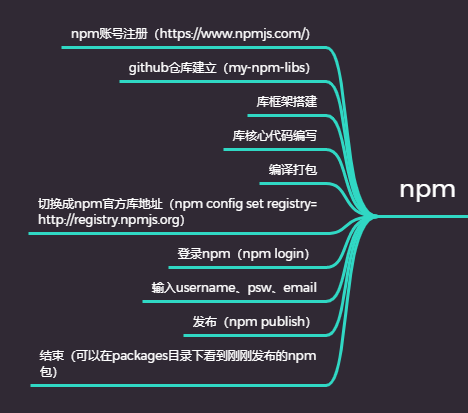 npm账号注册（https://www.npmjs.com/）
github仓库建立（my-npm-libs）
库框架搭建
库核心代码编写
编译打包
npm
切换成npm官方库地址（npm config set registry=
http://registry.npmjs.org）
登录npm（npm login）
输入username、psw、email
发布（npm publish）
结束（可以在packages目录下看到刚刚发布的npm
包）